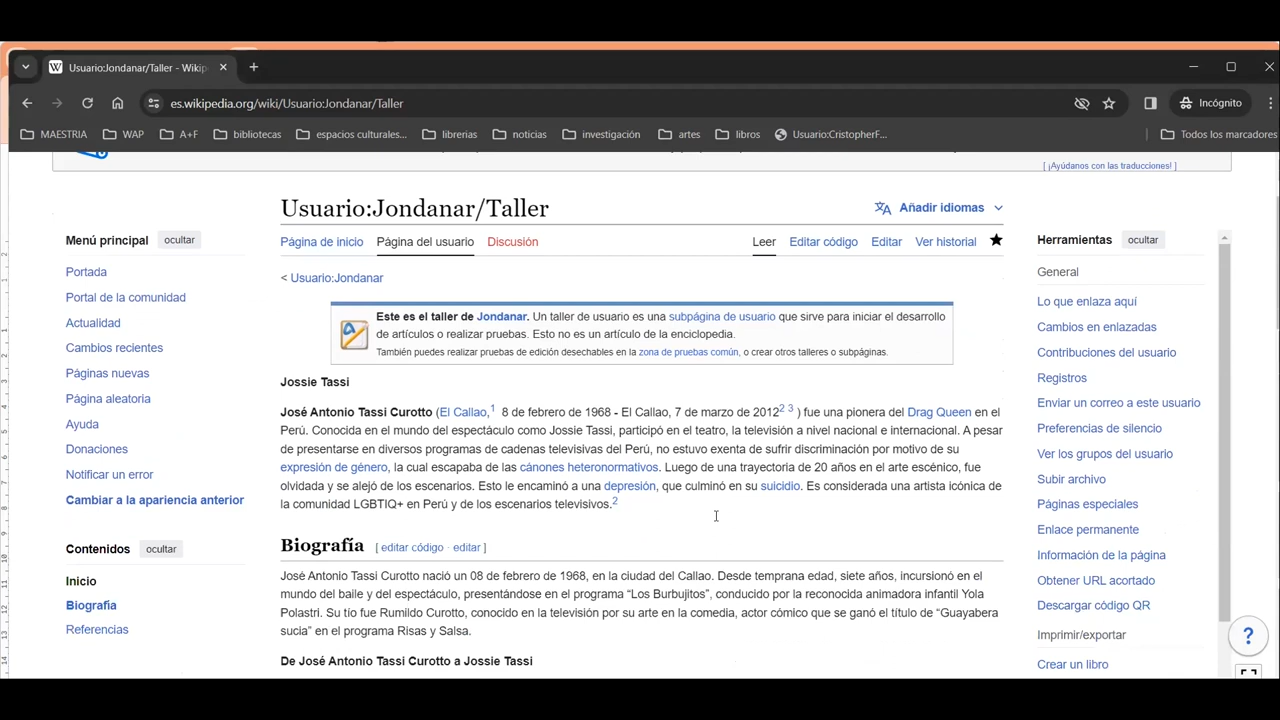 Usuario:Jondanar/Taller - Wikip
es.wikipedia.org/wiki/Usuario:Jondanar/Taller
Incógnito
MAESTRIA
WAP
A+F
bibliotecas
espacios culturales...
librerias
noticias
investigación
artes
libros
Usuario:CristopherF...
Todos los marcadores
[ ¡Ayúdanos con las traducciones! ]
Usuario:Jondanar/Taller
Añadir idiomas
Página de inicio
Página del usuario
Discusión
Leer
Editar código
Editar
Ver historial
< Usuario:Jondanar
Este es el taller de Jondanar. Un taller de usuario es una subpágina de usuario que sirve para iniciar el desarrollo
de artículos o realizar pruebas. Esto no es un artículo de la enciclopedia.
También puedes realizar pruebas de edición desechables en la zona de pruebas común, o crear otros talleres o subpáginas.
Jossie Tassi
José Antonio Tassi Curotto (El Callao,1 8 de febrero de 1968 - El Callao, 7 de marzo de 20122 3 ) fue una pionera del Drag Queen en el
Perú. Conocida en el mundo del espectáculo como Jossie Tassi, participó en el teatro, la televisión a nivel nacional e internacional. A pesar
de presentarse en diversos programas de cadenas televisivas del Perú, no estuvo exenta de sufrir discriminación por motivo de su
expresión de género, la cual escapaba de las cánones heteronormativos. Luego de una trayectoria de 20 años en el arte escénico, fue
olvidada y se alejó de los escenarios. Esto le encaminó a una depresión, que culminó en su suicidio. Es considerada una artista icónica de
la comunidad LGBTIQ+ en Perú y de los escenarios televisivos.2
Biografía [ editar código · editar ]
José Antonio Tassi Curotto nació un 08 de febrero de 1968, en la ciudad del Callao. Desde temprana edad, siete años, incursionó en el
mundo del baile y del espectáculo, presentándose en el programa “Los Burbujitos”, conducido por la reconocida animadora infantil Yola
Polastri. Su tío fue Rumildo Curotto, conocido en la televisión por su arte en la comedia, actor cómico que se ganó el título de “Guayabera
sucia” en el programa Risas y Salsa.
De José Antonio Tassi Curotto a Jossie Tassi
Menú principal
ocultar
Portada
Portal de la comunidad
Actualidad
Cambios recientes
Páginas nuevas
Página aleatoria
Ayuda
Donaciones
Notificar un error
Cambiar a la apariencia anterior
Contenidos
ocultar
Inicio
Biografía
Referencias
Herramientas
ocultar
General
Lo que enlaza aquí
Cambios en enlazadas
Contribuciones del usuario
Registros
Enviar un correo a este usuario
Preferencias de silencio
Ver los grupos del usuario
Subir archivo
Páginas especiales
Enlace permanente
Información de la página
Obtener URL acortado
Descargar código QR
Imprimir/exportar
Crear un libro
?